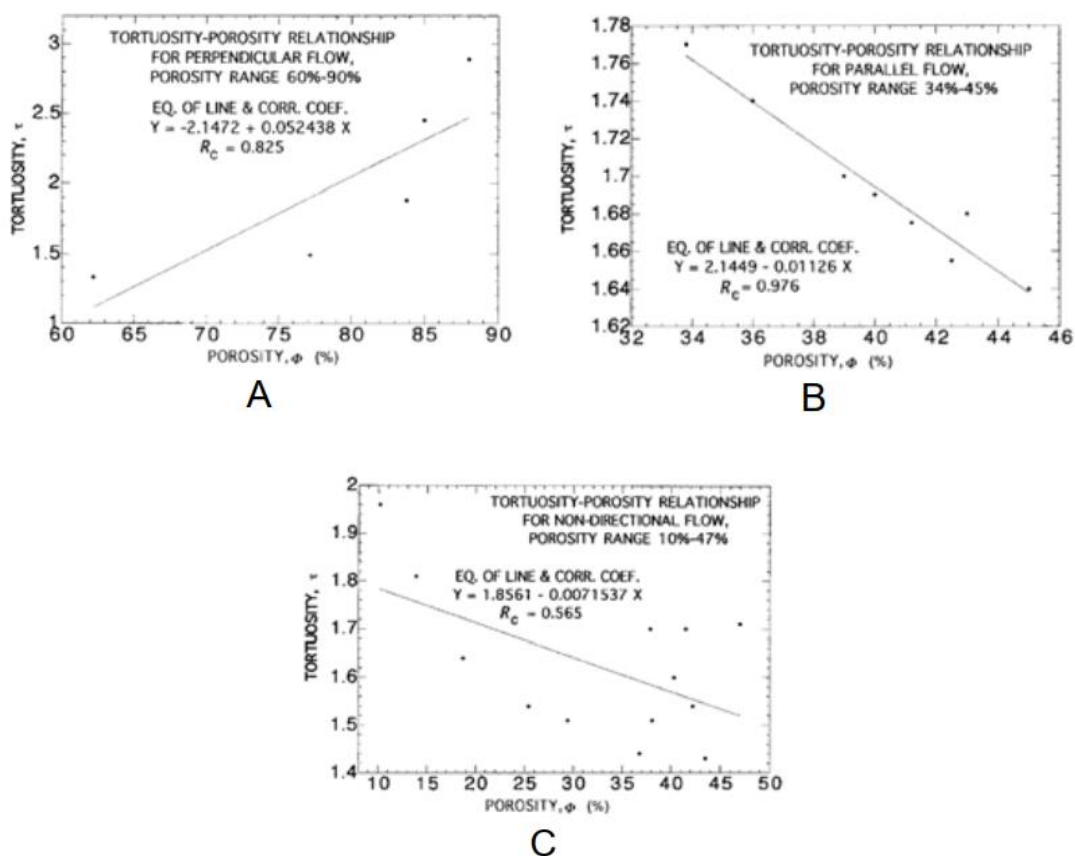 TORTUOSITY-POROSITY RELATIONSHIP
FOR PERPENDICULAR FLOW,
POROSITY RANGE 60%-90%
EQ. OF LINE & CORR. COEF.
Y = -2.1472 + 0.052438 X
Rc = 0.825
TORTUOSITY, τ
3
2.5
2
1.5
1
60 65 70 75 80 85 90
POROSITY, Φ (%)
A
TORTUOSITY-POROSITY RELATIONSHIP
FOR PARALLEL FLOW,
POROSITY RANGE 34%-45%
EQ. OF LINE & CORR. COEF.
Y = 2.1449 - 0.01126 X
Rc = 0.976
TORTUOSITY, τ
1.78
1.76
1.74
1.7
1.68
1.66
1.64
1.62
32 34 36 38 40 42 44 46
POROSITY, Φ (%)
B
TORTUOSITY-POROSITY RELATIONSHIP
FOR NON-DIRECTIONAL FLOW,
POROSITY RANGE 10%-47%
EQ. OF LINE & CORR. COEF.
Y = 1.8561 - 0.0071537 X
Rc = 0.565
TORTUOSITY, τ
2
1.9
1.8
1.7
1.6
1.5
1.4
10 15 20 25 30 35 40 45 50
POROSITY, Φ (%)
C